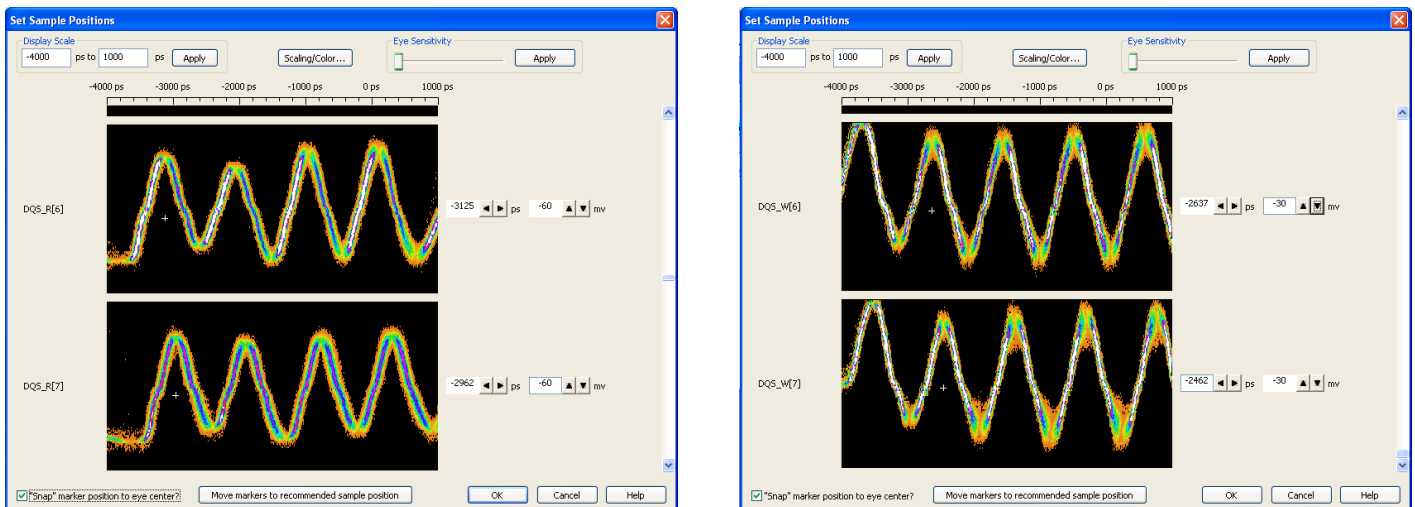 Set Sample Positions
Display Scale
-4000 ps to 1000 ps Apply
Scaling/Color...
Eye Sensitivity
Apply
-4000 ps -3000 ps -2000 ps -1000 ps 0 ps 1000 ps
DQS_R[6]
-3125 ps -60 mv
DQS_R[7]
-2962 ps -60 mv
"Snap" marker position to eye center?
Move markers to recommended sample position
OK Cancel Help
Set Sample Positions
Display Scale
-4000 ps to 1000 ps Apply
Scaling/Color...
Eye Sensitivity
Apply
-4000 ps -3000 ps -2000 ps -1000 ps 0 ps 1000 ps
DQS_W[6]
-2637 ps -30 mv
DQS_W[7]
-2462 ps -30 mv
"Snap" marker position to eye center?
Move markers to recommended sample position
OK Cancel Help